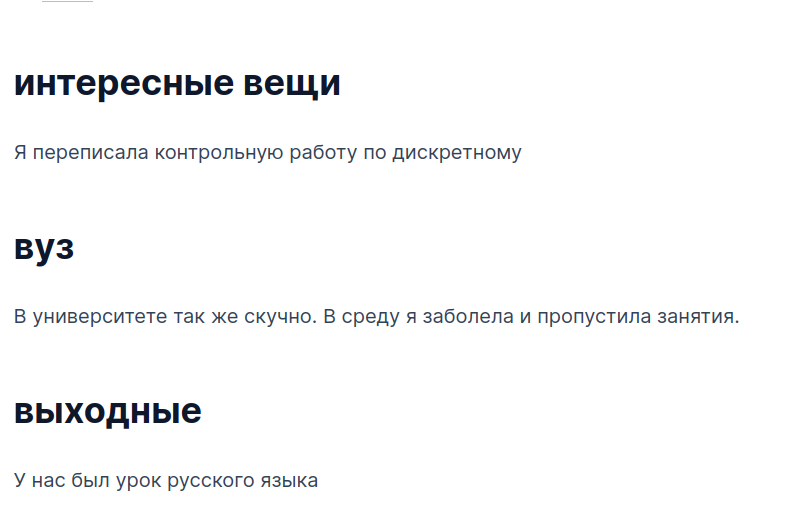 интересные вещи
Я переписала контрольную работу по дискретному
вуз
В университете так же скучно. В среду я заболела и пропустила занятия.
выходные
У нас был урок русского языка